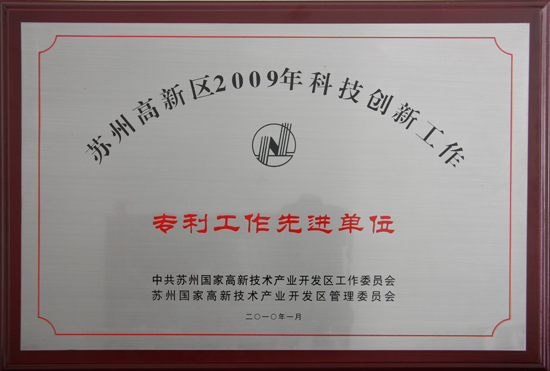 苏州高新区2009年科技创新工作
专利工作先进单位
中共苏州国家高新技术产业开发区工作委员会
苏州国家高新技术产业开发区管理委员会
二〇一〇年一月